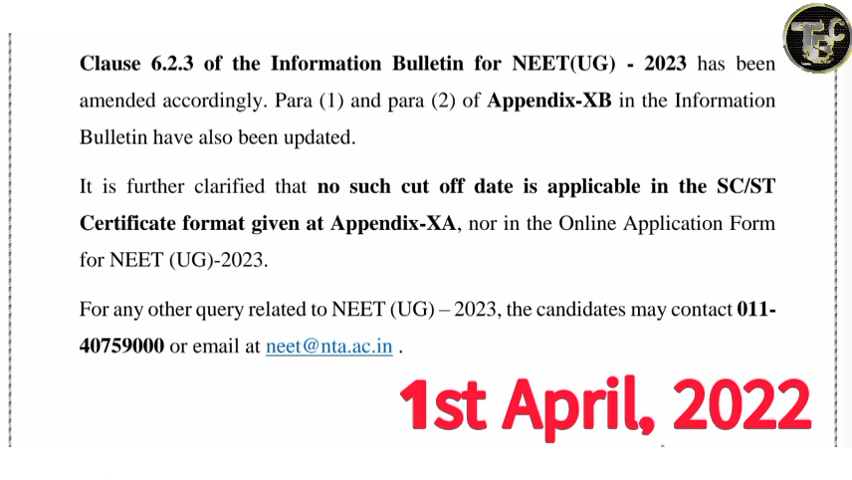 Clause 6.2.3 of the Information Bulletin for NEET(UG) - 2023 has been
amended accordingly. Para (1) and para (2) of Appendix-XB in the Information
Bulletin have also been updated.
It is further clarified that no such cut off date is applicable in the SC/ST
Certificate format given at Appendix-XA, nor in the Online Application Form
for NEET (UG)-2023.
For any other query related to NEET (UG) – 2023, the candidates may contact 011-
40759000 or email at neet@nta.ac.in .
1st April, 2022